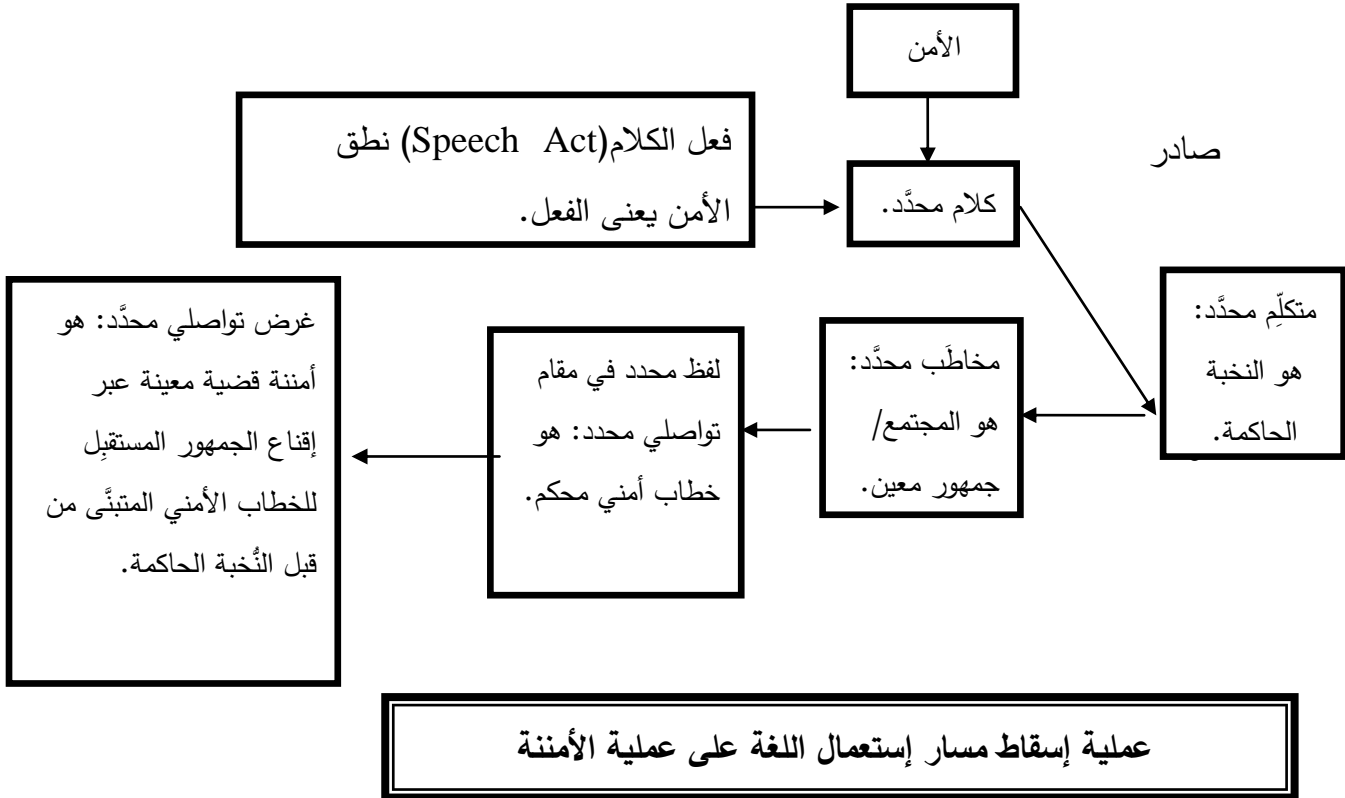 الأمن
فعل الكلام(Speech Act) نطق
الأمن يعنى الفعل.
كلام محدَّد.
صادر
متكلِّم محدَّد:
هو النخبة
الحاكمة.
مخاطَب محدَّد:
هو المجتمع/
جمهور معين.
لفظ محدد في مقام
تواصلي محدد: هو
خطاب أمني محكم.
غرض تواصلي محدَّد: هو
أمننة قضية معينة عبر
إقناع الجمهور المستقبِل
للخطاب الأمني المتبنَّى من
قبل النُّخبة الحاكمة.
عملية إسقاط مسار إستعمال اللغة على عملية الأمننة